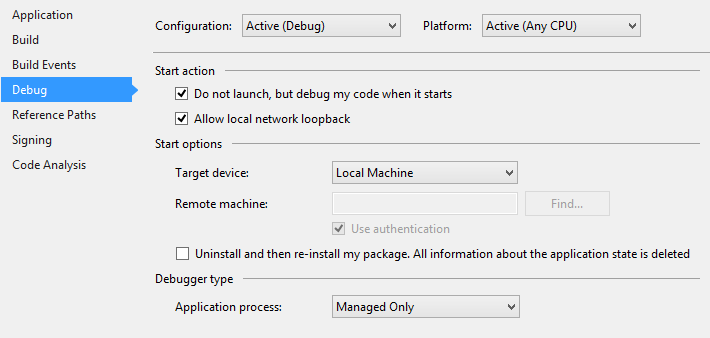 Application
Build
Build Events
Debug
Reference Paths
Signing
Code Analysis
Configuration: Active (Debug) Platform: Active (Any CPU)
Start action
Do not launch, but debug my code when it starts
Allow local network loopback
Start options
Target device: Local Machine
Remote machine: Find...
Use authentication
Uninstall and then re-install my package. All information about the application state is deleted
Debugger type
Application process: Managed Only